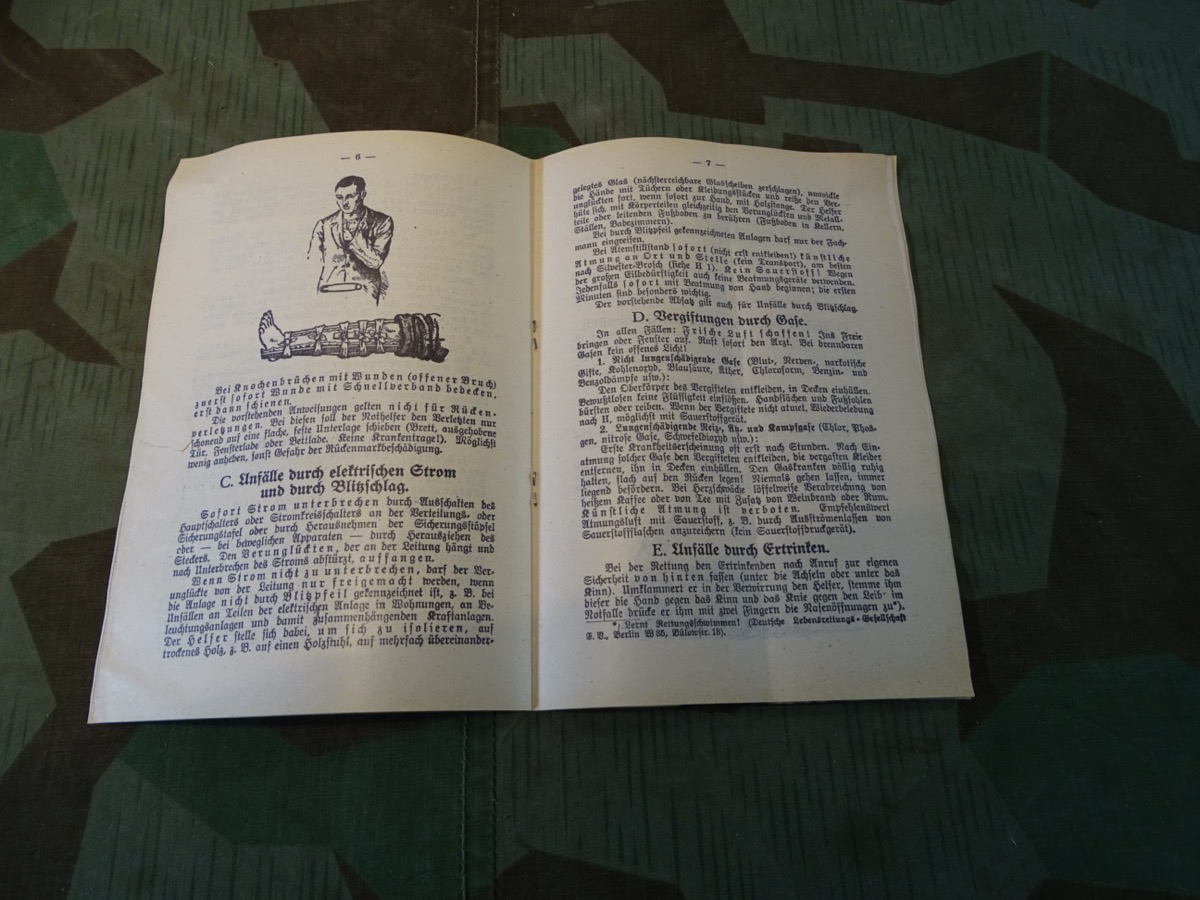 — 6 —
Bei Knochenbrüchen mit Wunden (offener Bruch)
zuerst sofort Wunde mit Schnellverband bedecken,
erst dann schienen.
Die vorstehenden Anweisungen gelten nicht für Rücken-
verletzungen. Bei diesen soll der Nothelfer den Verletzten nur
schonend auf eine flache, feste Unterlage schieben (Brett, ausgehobene
Tür, Fensterlade oder Bettlade. Keine Krankentrage!). Möglichst
wenig anheben, sonst Gefahr der Rückenmarkbeschädigung.
C. Unfälle durch elektrischen Strom
und durch Blitzschlag.
Sofort Strom unterbrechen durch Ausschalten des
Hauptschalters oder Stromkreisschalters an der Verteilungs- oder
Sicherungstafel oder durch Herausnehmen der Sicherungsstöpsel
oder — bei beweglichen Apparaten — durch Herausziehen des
Steckers. Den Verunglückten, der an der Leitung hängt und
nach Unterbrechen des Stroms abstürzt, auffangen.
Wenn Strom nicht zu unterbrechen, darf der Ver-
unglückte von der Leitung nur freigemacht werden, wenn
die Anlage nicht durch Blitzpfeil gekennzeichnet ist, z. B. bei
Unfällen an Teilen der elektrischen Anlage in Wohnungen, an Be-
leuchtungsanlagen und damit zusammenhängenden Kraftanlagen.
Der Helfer stelle sich dabei, um sich zu isolieren, auf
trockenes Holz, z. B. auf einen Holzstuhl, auf mehrfach übereinander-
— 7 —
gelegtes Glas (nächsterreichbare Glasscheiben zerschlagen), umwickle
die Hände mit Tüchern oder Kleidungsstücken und reiße den Ver-
unglückten fort, wenn sofort zur Hand, mit Holzstange. Der Helfer
hüte sich, mit Körperteilen gleichzeitig den Verunglückten und Metall-
teile oder leitenden Fußboden zu berühren (Fußboden in Kellern,
Ställen, Badezimmern).
Bei durch Blitzpfeil gekennzeichneten Anlagen darf nur der Fach-
mann eingreifen.
Bei Atemstillstand sofort (nicht erst entkleiden!) künstliche
Atmung an Ort und Stelle (kein Transport), am besten
nach Silvester-Brosch (siehe H 1). Kein Sauerstoff! Wegen
der großen Eilbedürftigkeit auch keine Beatmungsgeräte verwenden.
Jedenfalls sofort mit Beatmung von Hand beginnen; die ersten
Minuten sind besonders wichtig.
Der vorstehende Absatz gilt auch für Unfälle durch Blitzschlag.
D. Vergiftungen durch Gase.
In allen Fällen: Frische Luft schaffen! Ins Freie
bringen oder Fenster auf. Ruft sofort den Arzt. Bei brennbaren
Gasen kein offenes Licht!
1. Nicht lungenschädigende Gase (Blut-, Nerven-, narkotische
Gifte, Kohlenoxyd, Blausäure, Äther, Chloroform, Benzin- und
Benzoldämpfe usw.):
Den Oberkörper des Vergifteten entkleiden, in Decken einhüllen.
Bewußtlosen keine Flüssigkeit einflößen. Handflächen und Fußsohlen
bürsten oder reiben. Wenn der Vergiftete nicht atmet, Wiederbelebung
nach H, möglichst mit Sauerstoffgerät.
2. Lungenschädigende Reiz-, Ätz- und Kampfgase (Chlor, Phos-
gen, nitrose Gase, Schwefeldioxyd usw.):
Erste Krankheitserscheinung oft erst nach Stunden. Nach Ein-
atmung solcher Gase den Vergifteten entkleiden, die vergasten Kleider
entfernen, ihn in Decken einhüllen. Den Gaskranken völlig ruhig
halten, flach auf den Rücken legen! Niemals gehen lassen, immer
liegend befördern. Bei Herzschwäche löffelweise Verabreichung von
heißem Kaffee oder von Tee mit Zusatz von Weinbrand oder Rum.
Künstliche Atmung ist verboten. Empfehlenswert
Atmungsluft mit Sauerstoff, z. B. durch Ausströmenlassen von
Sauerstoffflaschen anzureichern (kein Sauerstoffdruckgerät).
E. Unfälle durch Ertrinken.
Bei der Rettung den Ertrinkenden nach Anruf zur eigenen
Sicherheit von hinten fassen (unter die Achseln oder unter das
Kinn). Umklammert er in der Verwirrung den Helfer, stemme ihm
dieser die Hand gegen das Kinn und das Knie gegen den Leib- im
Notfalle drücke er ihm mit zwei Fingern die Nasenöffnungen zu*).
*) Lernt Rettungsschwimmen! (Deutsche Lebensrettungs-Gesellschaft
E. V., Berlin W 35, Bülowstr. 18).